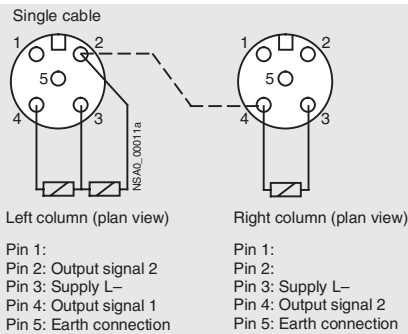 Single cable
1 2
5
4 3
NSA0_00011a
1 2
5
4 3
Left column (plan view)
Pin 1:
Pin 2: Output signal 2
Pin 3: Supply L–
Pin 4: Output signal 1
Pin 5: Earth connection
Right column (plan view)
Pin 1:
Pin 2:
Pin 3: Supply L–
Pin 4: Output signal 2
Pin 5: Earth connection